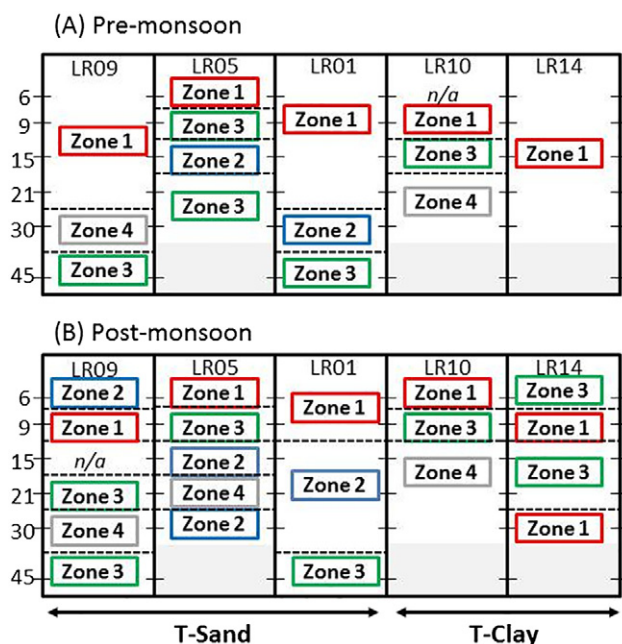 (A) Pre-monsoon
LR09 LR05 LR01 LR10 LR14
6 Zone 1 n/a
9 Zone 3 Zone 1 Zone 1
Zone 1
15 Zone 2 Zone 3 Zone 1
21 Zone 3 Zone 4
30 Zone 4 Zone 2
45 Zone 3 Zone 3
(B) Post-monsoon
LR09 LR05 LR01 LR10 LR14
6 Zone 2 Zone 1 Zone 1 Zone 1 Zone 3
9 Zone 1 Zone 3 Zone 3 Zone 1
15 n/a Zone 2 Zone 4 Zone 3
21 Zone 3 Zone 4 Zone 2
30 Zone 4 Zone 2 Zone 1
45 Zone 3 Zone 3
T-Sand T-Clay